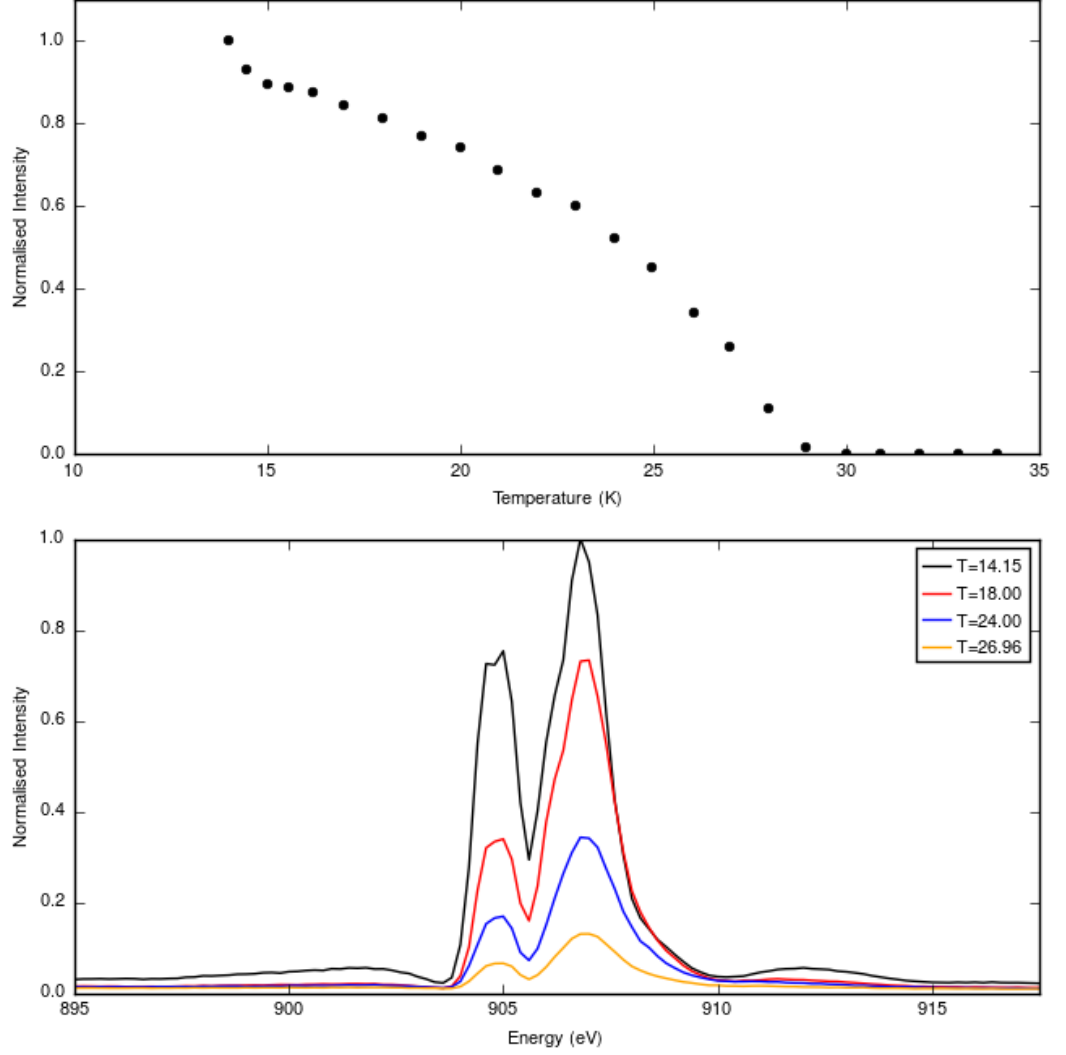 1.0
0.8
0.6
0.4
0.2
0.0
Normalised Intensity
10 15 20 25 30 35
Temperature (K)
1.0
0.8
0.6
0.4
0.2
0.0
Normalised Intensity
T=14.15
T=18.00
T=24.00
T=26.96
895 900 905 910 915
Energy (eV)